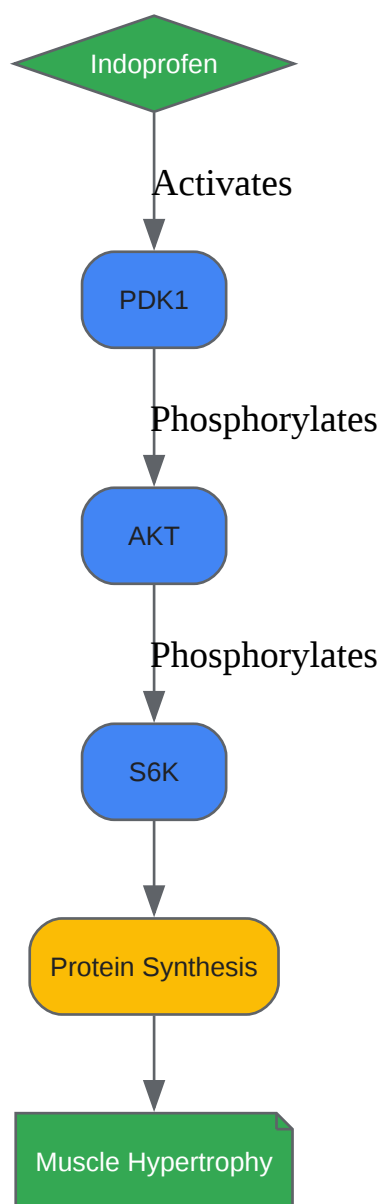 Indoprofen
Activates
PDK1
Phosphorylates
AKT
Phosphorylates
S6K
Protein Synthesis
Muscle Hypertrophy